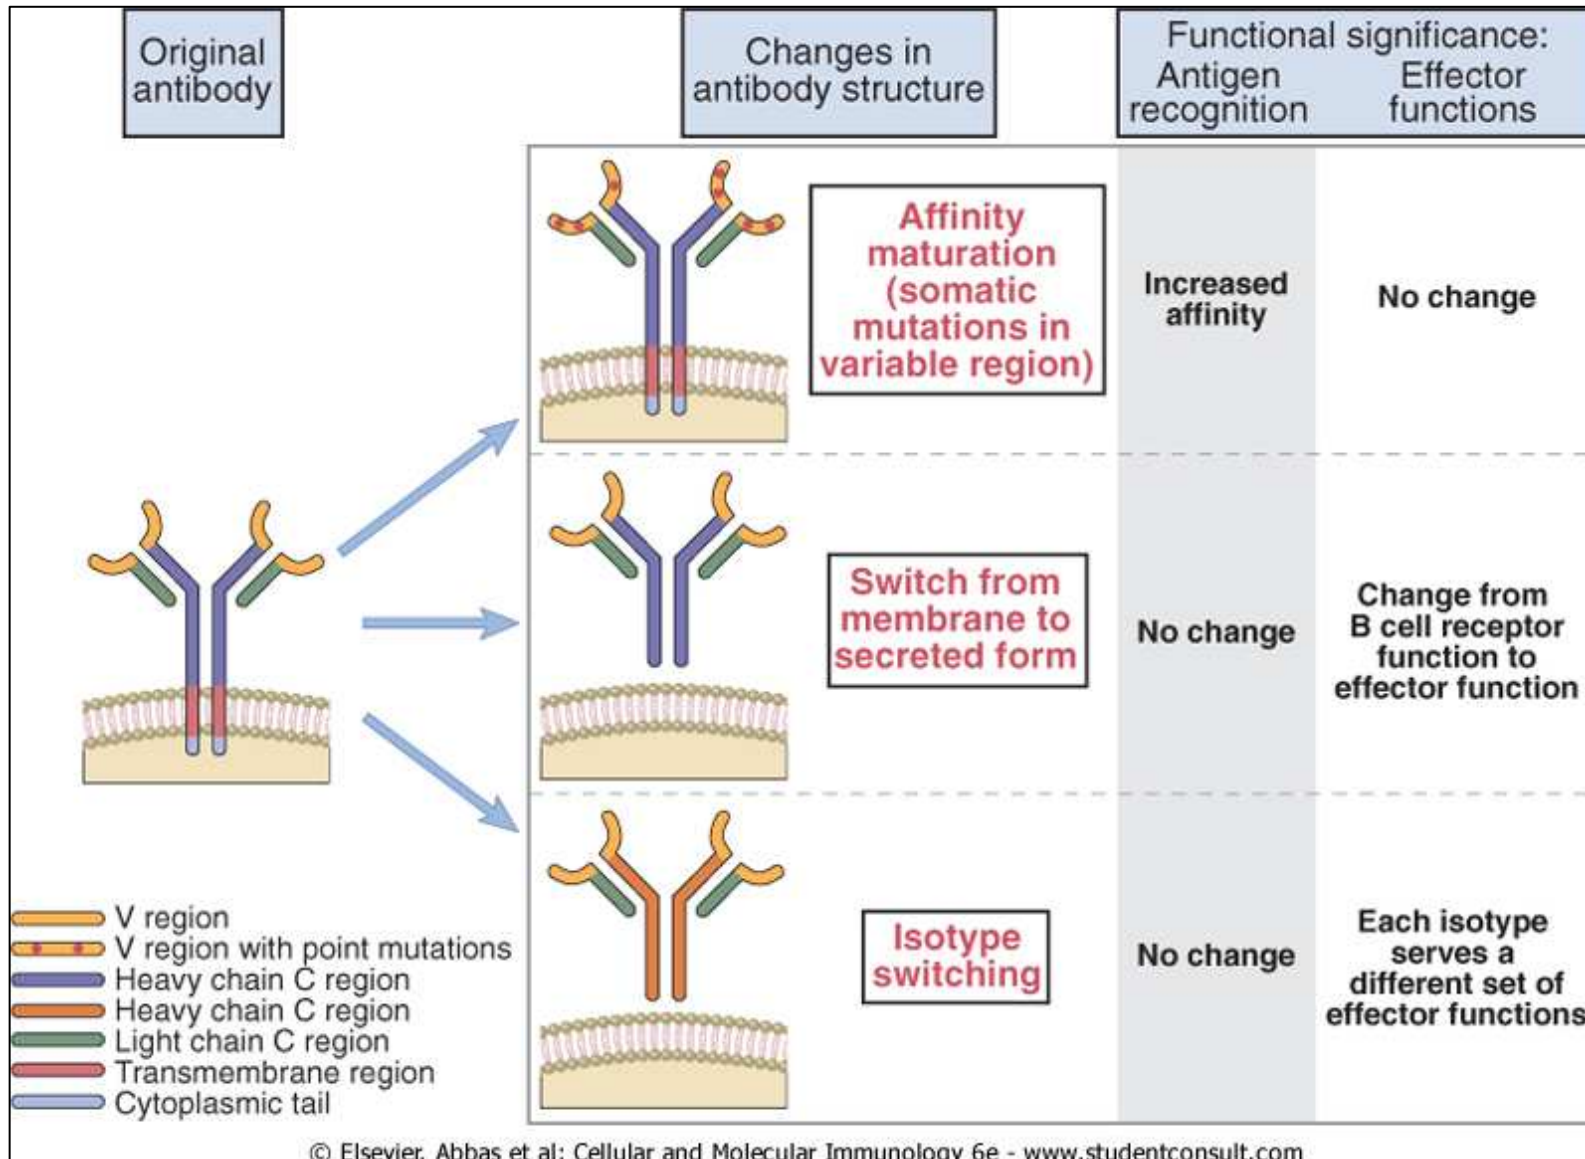 Original
antibody
Changes in
antibody structure
Functional significance:
Antigen
recognition
Effector
functions
Affinity
maturation
(somatic
mutations in
variable region)
Increased
affinity
No change
Switch from
membrane to
secreted form
No change
Change from
B cell receptor
function to
effector function
Isotype
switching
No change
Each isotype
serves a
different set of
effector functions
V region
V region with point mutations
Heavy chain C region
Heavy chain C region
Light chain C region
Transmembrane region
Cytoplasmic tail
© Elsevier. Abbas et al: Cellular and Molecular Immunology 6e - www.studentconsult.com